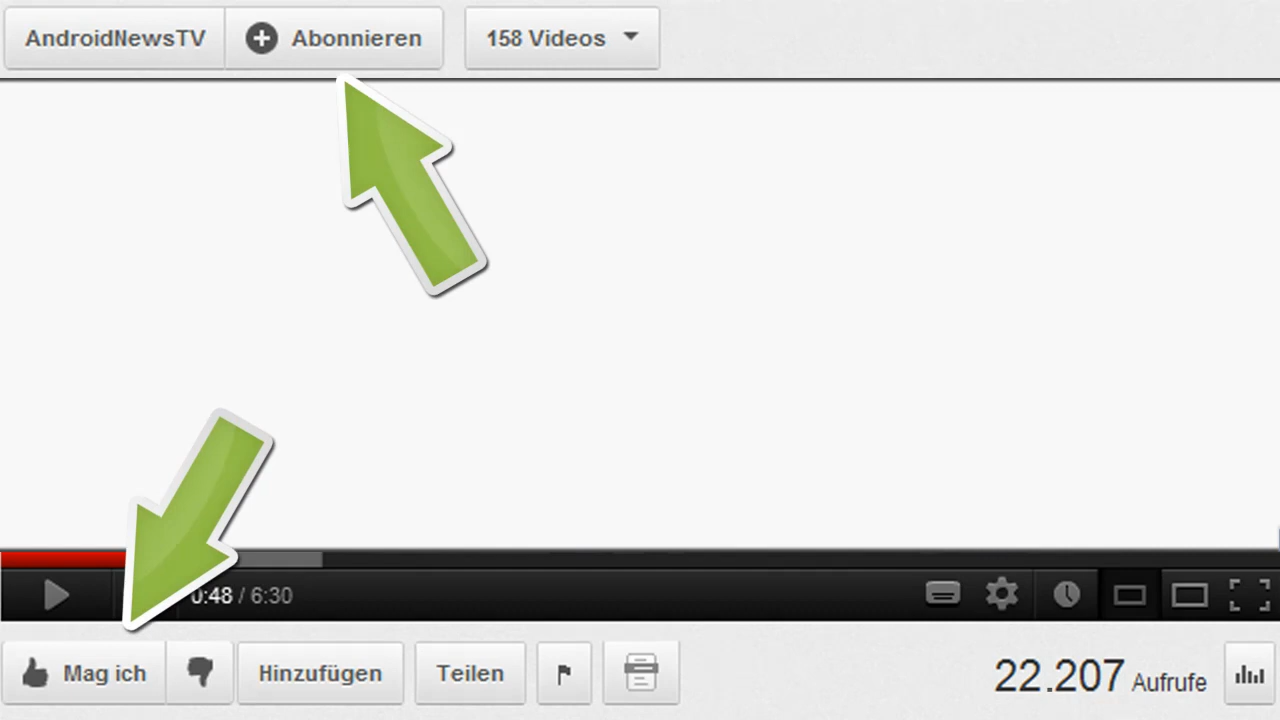 AndroidNewsTV Abonnieren 158 Videos
0:48 / 6:30
Mag ich Hinzufügen Teilen 22.207 Aufrufe